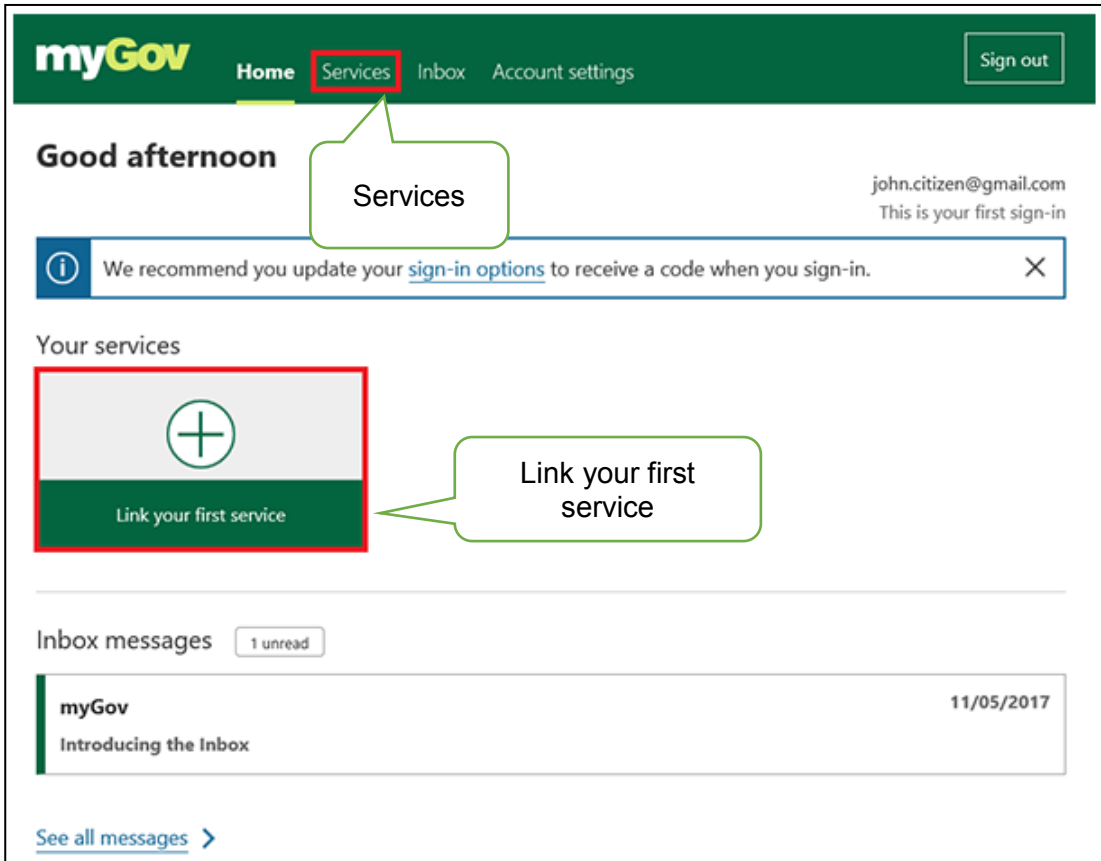 myGov
Home Services Inbox Account settings
Sign out
Good afternoon
Services
john.citizen@gmail.com
This is your first sign-in
We recommend you update your sign-in options to receive a code when you sign-in.
Your services
Link your first service
Link your first
service
Inbox messages 1 unread
myGov 11/05/2017
Introducing the Inbox
See all messages